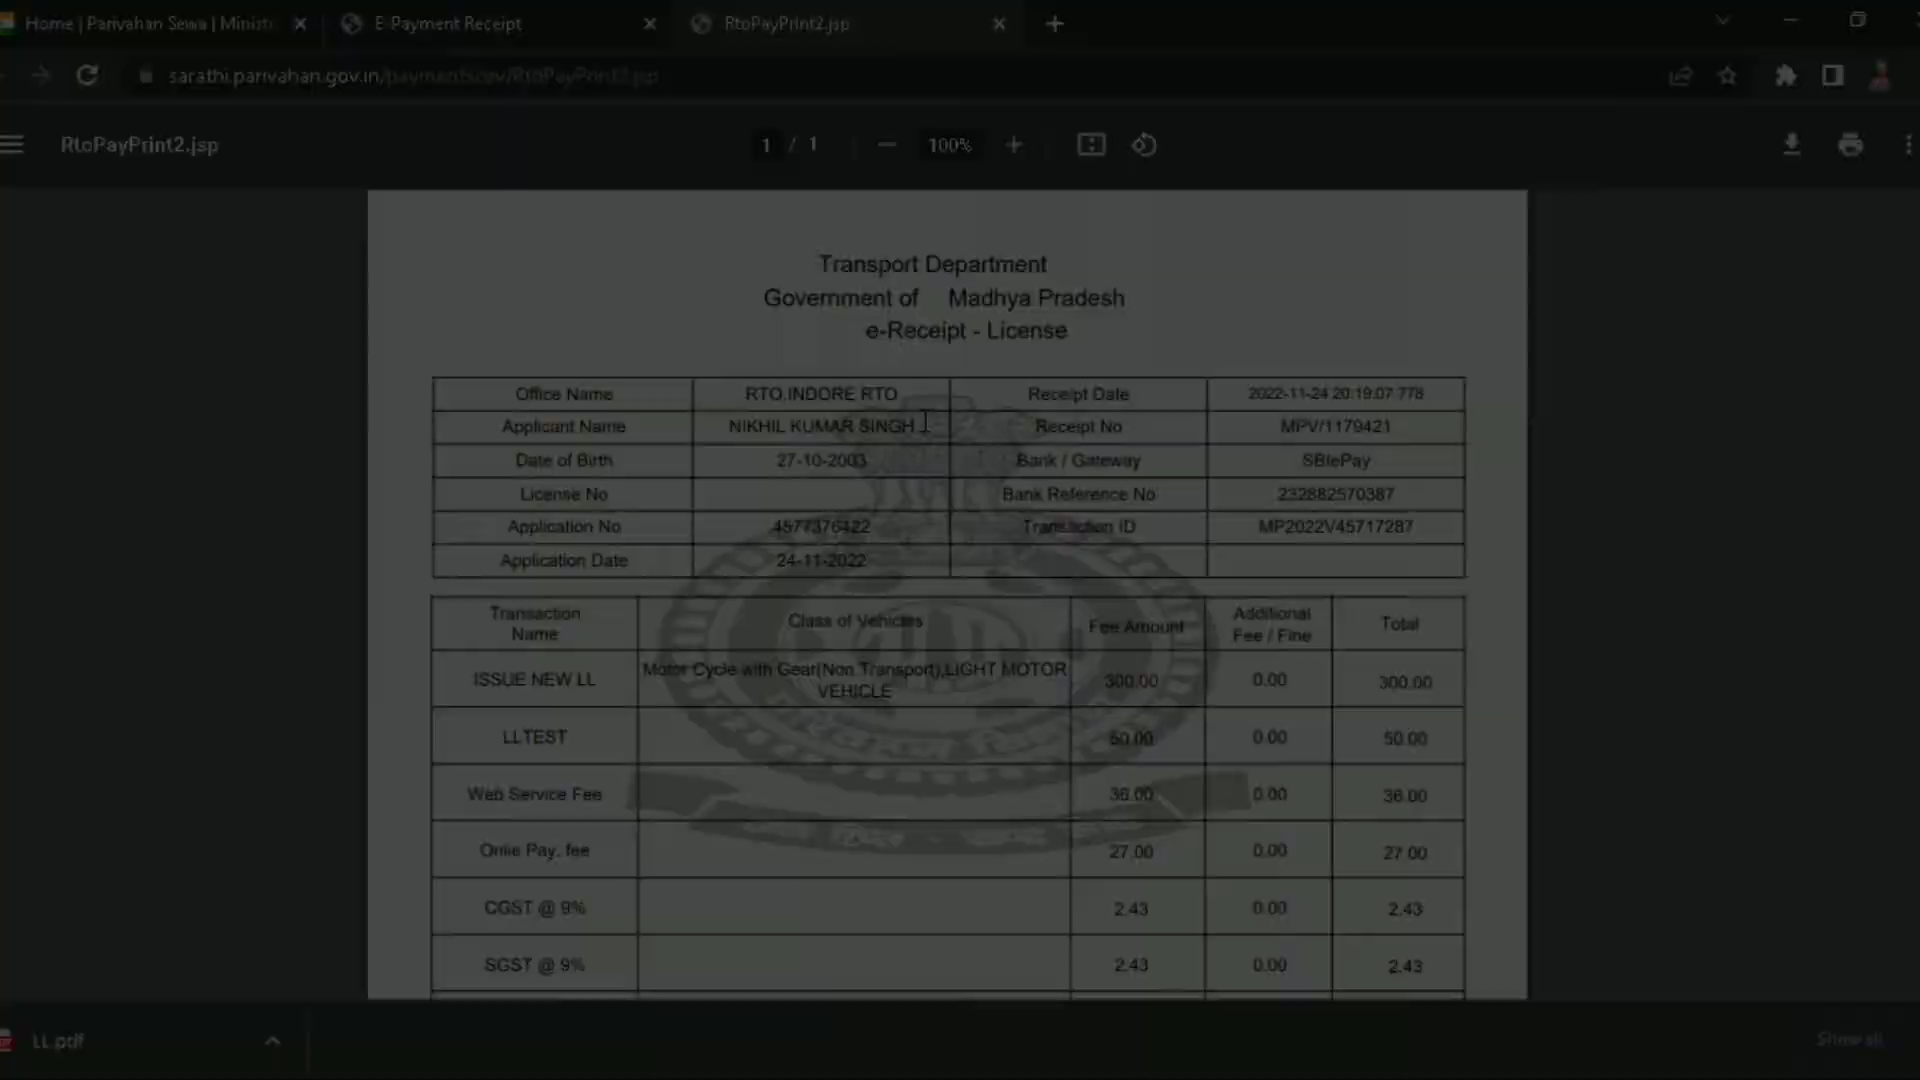 Home | Parivahan Sewa | Ministr
E-Payment Receipt
RtoPayPrint2.jsp
sarathi.parivahan.gov.in/paymentscov/RtoPayPrint2.jsp
RtoPayPrint2.jsp
1 / 1
100%
Transport Department
Government of Madhya Pradesh
e-Receipt - License
Office Name RTO,INDORE RTO Receipt Date 2022-11-24 20:19:07.778
Applicant Name NIKHIL KUMAR SINGH Receipt No MPV/1179421
Date of Birth 27-10-2003 Bank / Gateway SBIePay
License No Bank Reference No 232882570387
Application No 4577376422 Transaction ID MP2022V45717287
Application Date 24-11-2022
Transaction Name Class of Vehicles Fee Amount Additional Fee / Fine Total
ISSUE NEW LL Motor Cycle with Gear(Non Transport),LIGHT MOTOR VEHICLE 300.00 0.00 300.00
LLTEST 50.00 0.00 50.00
Web Service Fee 36.00 0.00 36.00
Onlie Pay. fee 27.00 0.00 27.00
CGST @ 9% 2.43 0.00 2.43
SGST @ 9% 2.43 0.00 2.43
LL.pdf
Show all